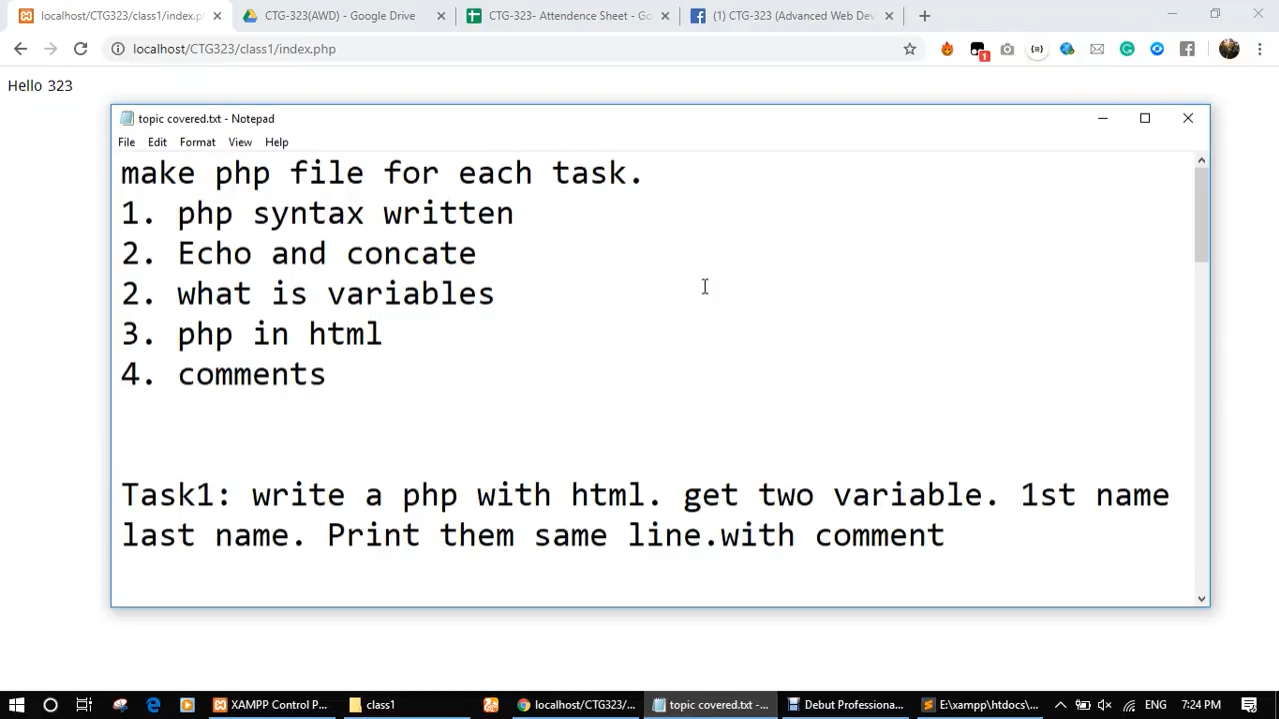 localhost/CTG323/class1/index.p
CTG-323(AWD) - Google Drive
CTG-323- Attendence Sheet - Go
(1) CTG-323 (Advanced Web Dev
localhost/CTG323/class1/index.php
1
Hello 323
topic covered.txt - Notepad
File Edit Format View Help
make php file for each task.
1. php syntax written
2. Echo and concate
2. what is variables
3. php in html
4. comments
Task1: write a php with html. get two variable. 1st name
last name. Print them same line.with comment
XAMPP Control P...
class1
localhost/CTG323/...
topic covered.txt -...
Debut Professiona...
E:\xampp\htdocs\...
ENG
7:24 PM